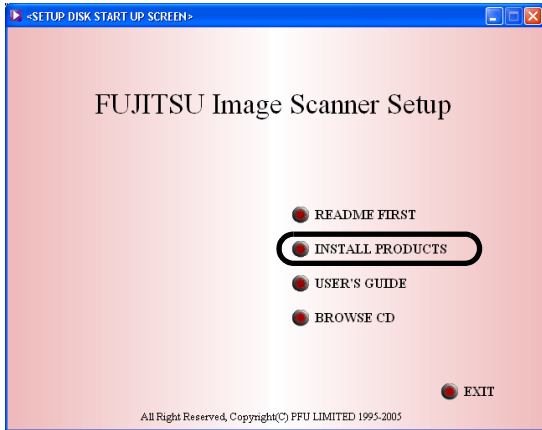 <SETUP DISK START UP SCREEN>
FUJITSU Image Scanner Setup
README FIRST
INSTALL PRODUCTS
USER'S GUIDE
BROWSE CD
EXIT
All Right Reserved, Copyright(C) PFU LIMITED 1995-2005